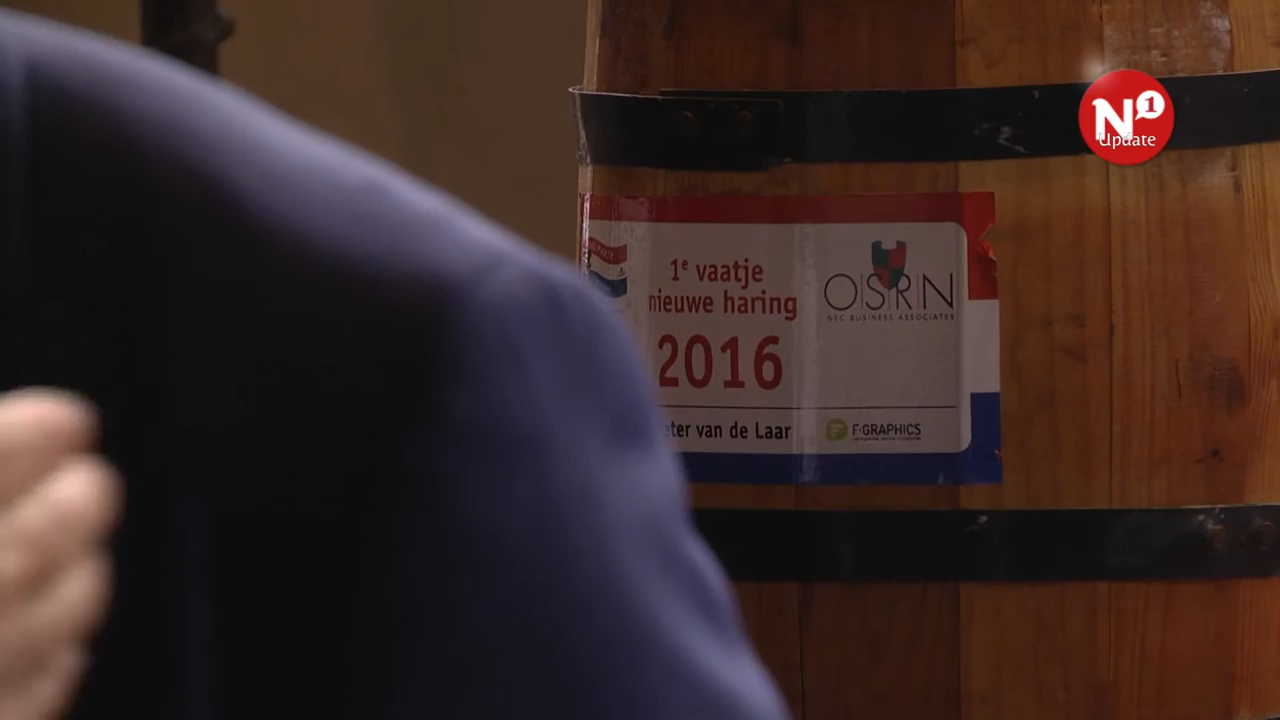 N1
Update
1e vaatje
nieuwe haring
2016
OSRN
NEC BUSINESS ASSOCIATES
van de Laar
F·GRAPHICS